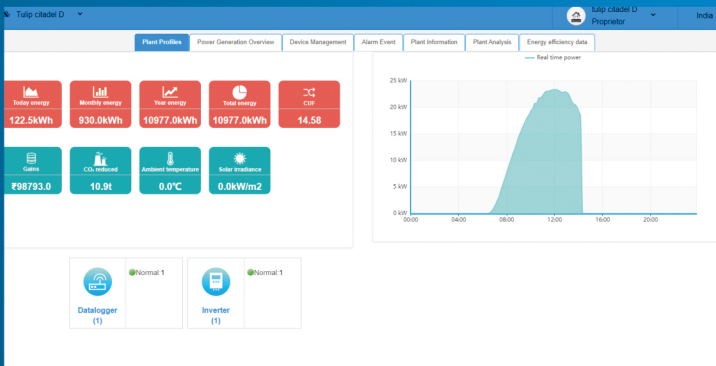 Tulip citadel D
Tulip citadel D
Proprietor
India
Plant Profiles
Power Generation Overview
Device Management
Alarm Event
Plant Information
Plant Analysis
Energy efficiency data
Today energy
122.5kWh
Monthly energy
930.0kWh
Year energy
10977.0kWh
Total energy
10977.0kWh
CUF
14.58
Gains
₹98793.0
CO₂ reduced
10.9t
Ambient temperature
0.0℃
Solar irradiance
0.0kW/m2
Real time power
25 kW
20 kW
15 kW
10 kW
5 kW
0 kW
00:00 04:00 08:00 12:00 16:00 20:00
Normal:1
Datalogger
(1)
Normal:1
Inverter
(1)